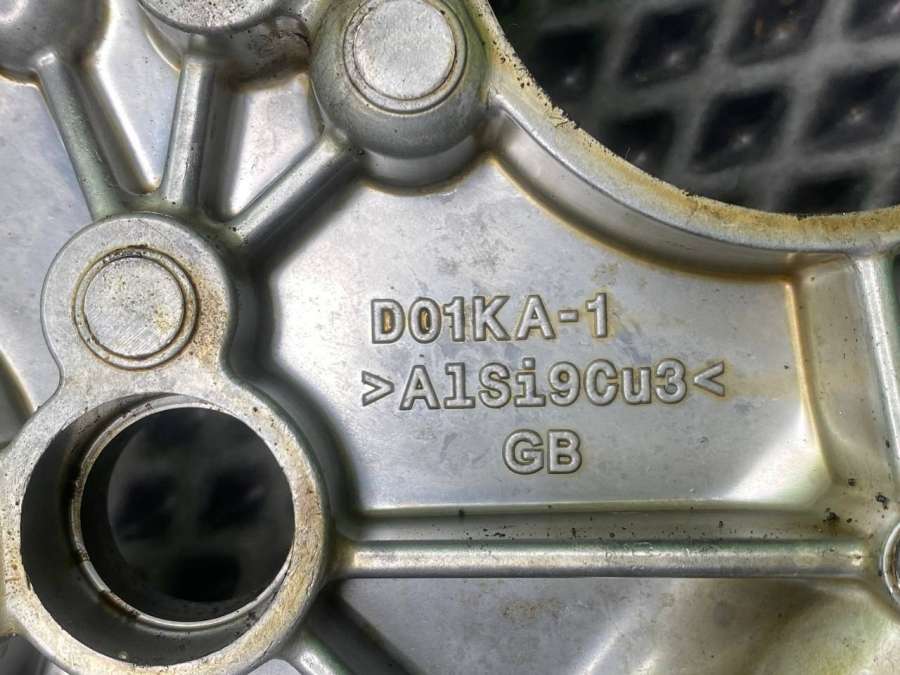 D01KA-1
>AlSi9Cu3<
GB